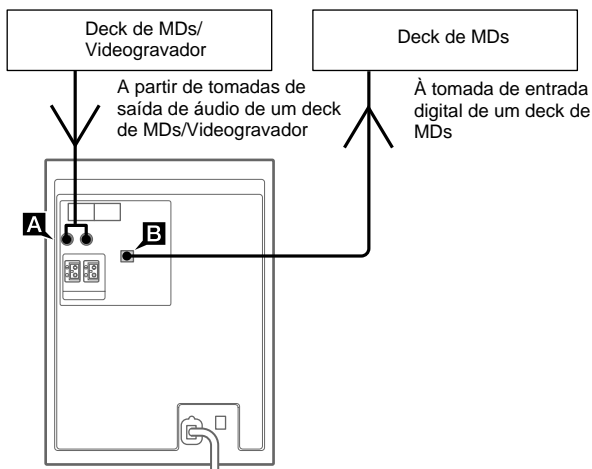 Deck de MDs/
Videogravador
Deck de MDs
A partir de tomadas de
saída de áudio de um deck
de MDs/Videogravador
À tomada de entrada
digital de um deck de
MDs
A
B